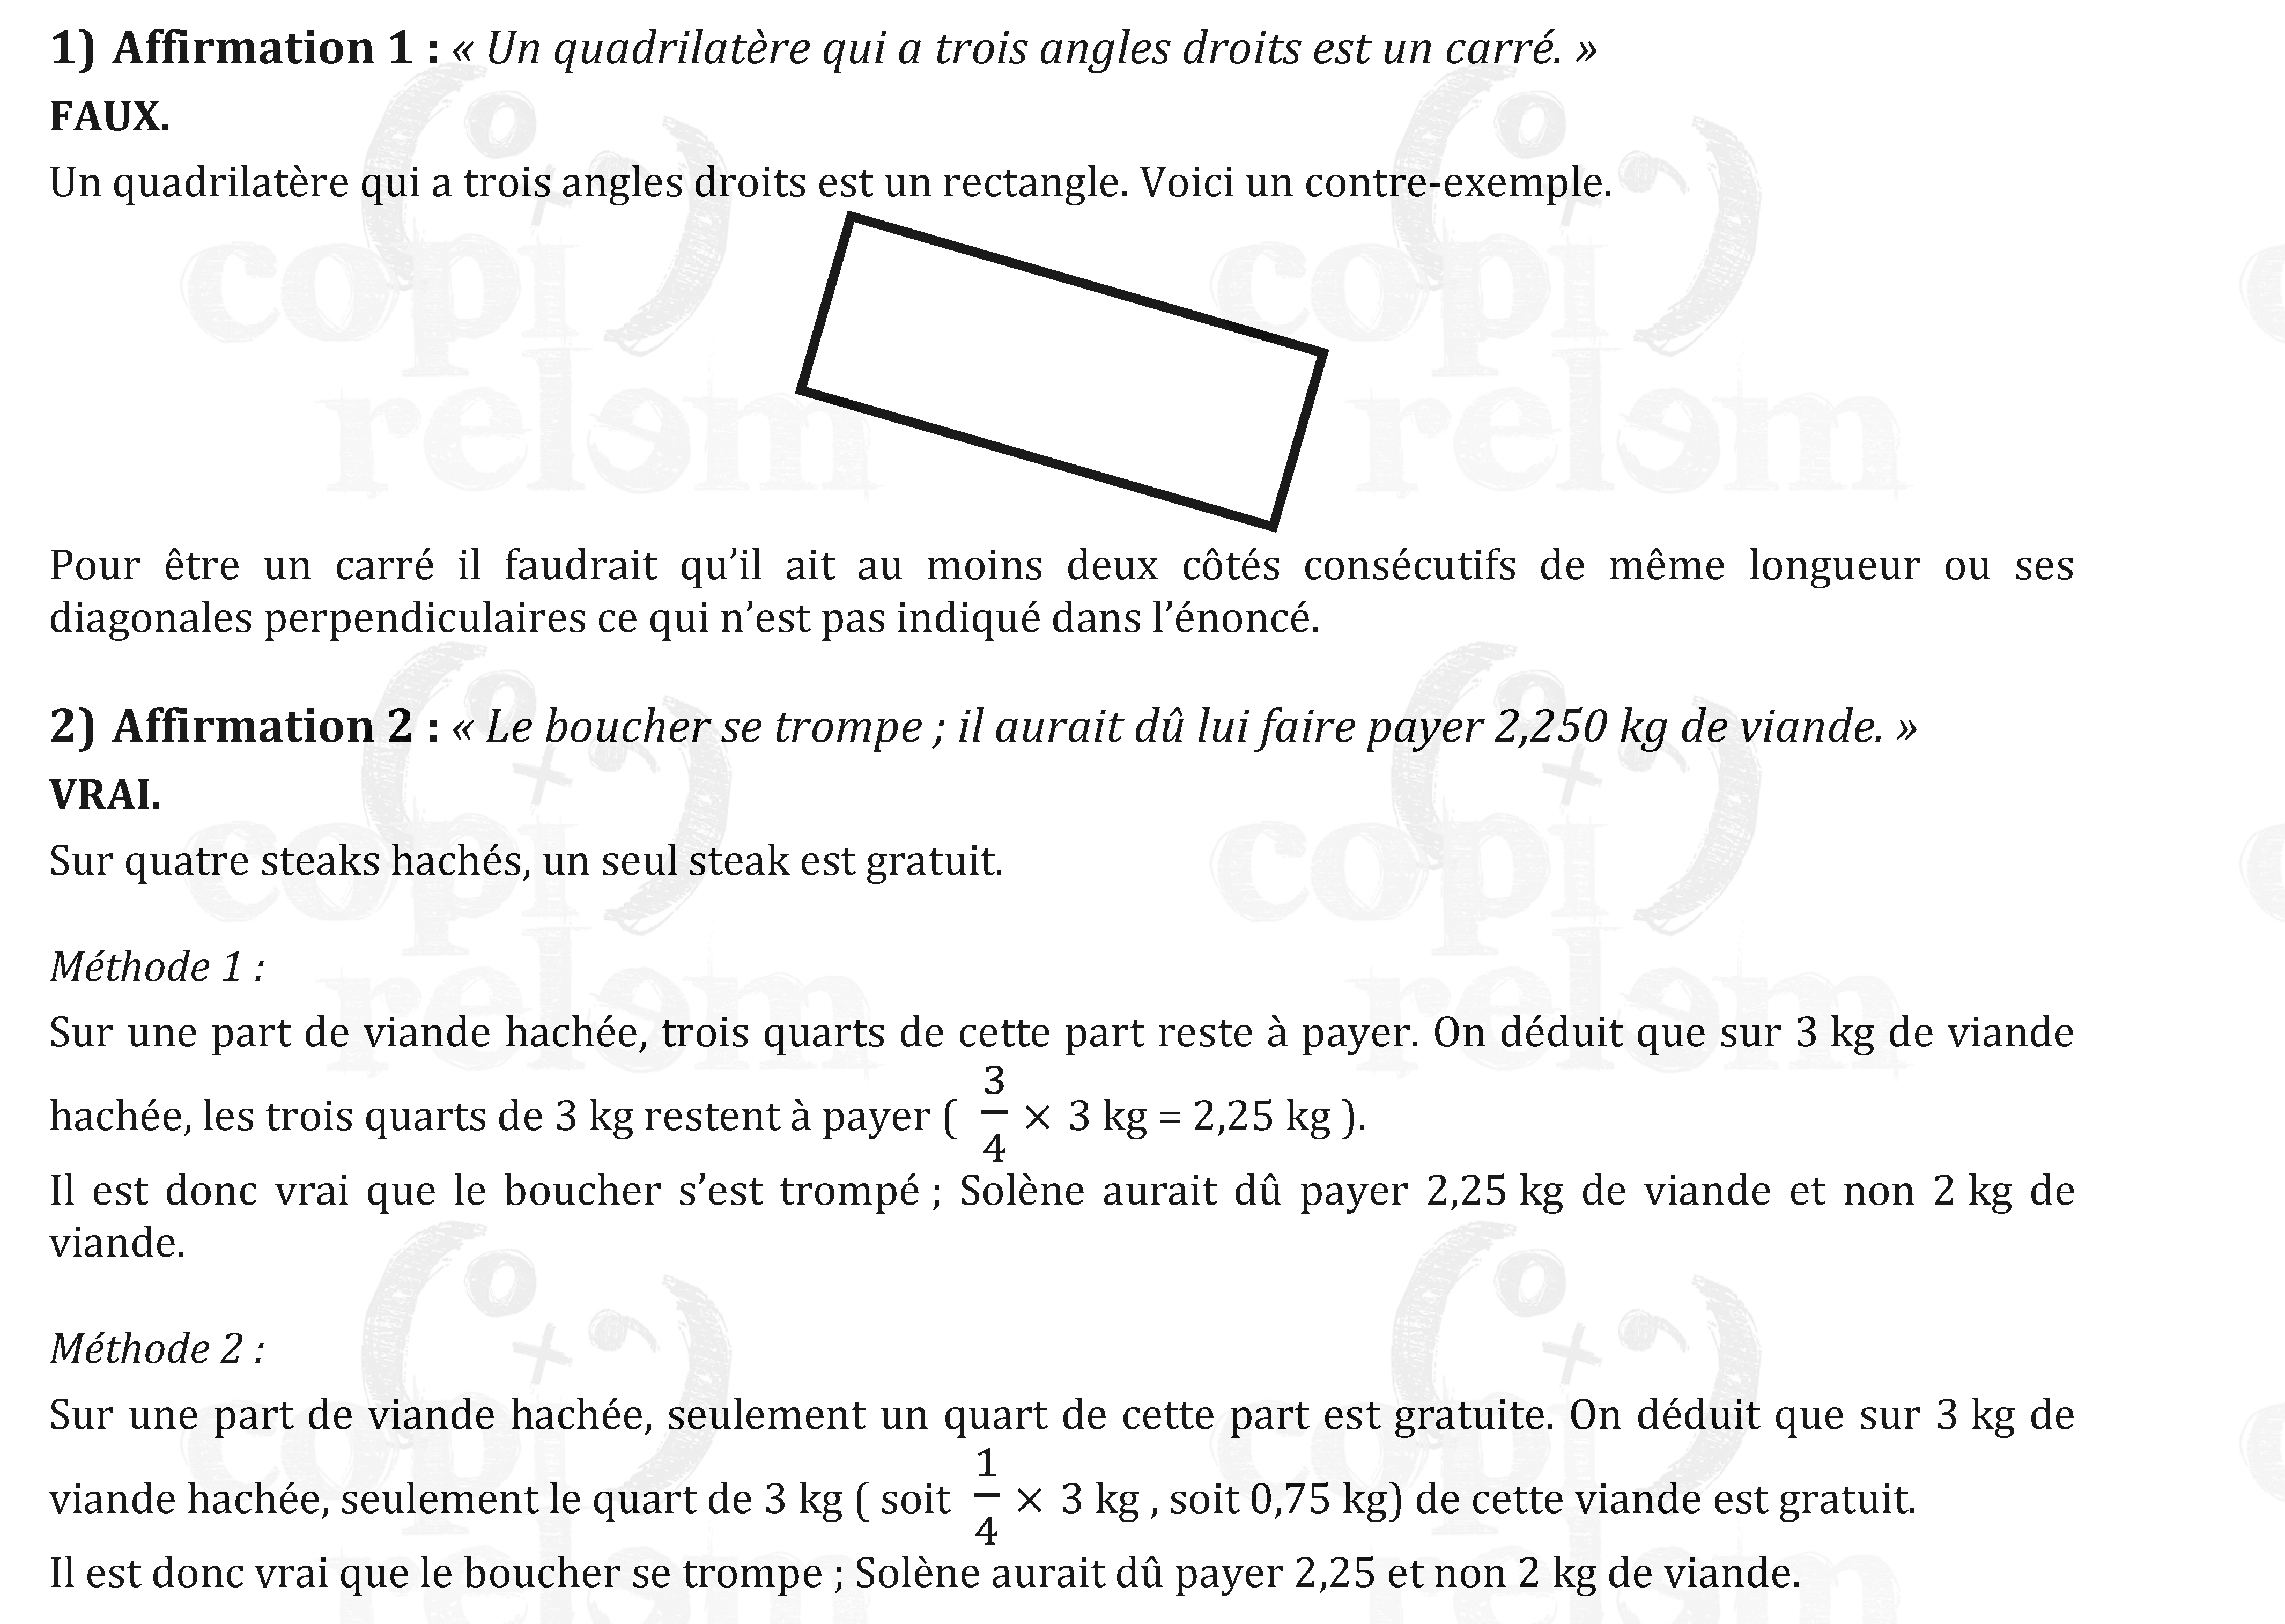 1) Affirmation 1 : « Un quadrilatère qui a trois angles droits est un carré. »
FAUX.
Un quadrilatère qui a trois angles droits est un rectangle. Voici un contre-exemple.
Pour être un carré il faudrait qu’il ait au moins deux côtés consécutifs de même longueur ou ses
diagonales perpendiculaires ce qui n’est pas indiqué dans l’énoncé.
2) Affirmation 2 : « Le boucher se trompe ; il aurait dû lui faire payer 2,250 kg de viande. »
VRAI.
Sur quatre steaks hachés, un seul steak est gratuit.
Méthode 1 :
Sur une part de viande hachée, trois quarts de cette part reste à payer. On déduit que sur 3 kg de viande
hachée, les trois quarts de 3 kg restent à payer ( 3/4 × 3 kg = 2,25 kg ).
Il est donc vrai que le boucher s’est trompé ; Solène aurait dû payer 2,25 kg de viande et non 2 kg de
viande.
Méthode 2 :
Sur une part de viande hachée, seulement un quart de cette part est gratuite. On déduit que sur 3 kg de
viande hachée, seulement le quart de 3 kg ( soit 1/4 × 3 kg , soit 0,75 kg) de cette viande est gratuit.
Il est donc vrai que le boucher se trompe ; Solène aurait dû payer 2,25 et non 2 kg de viande.